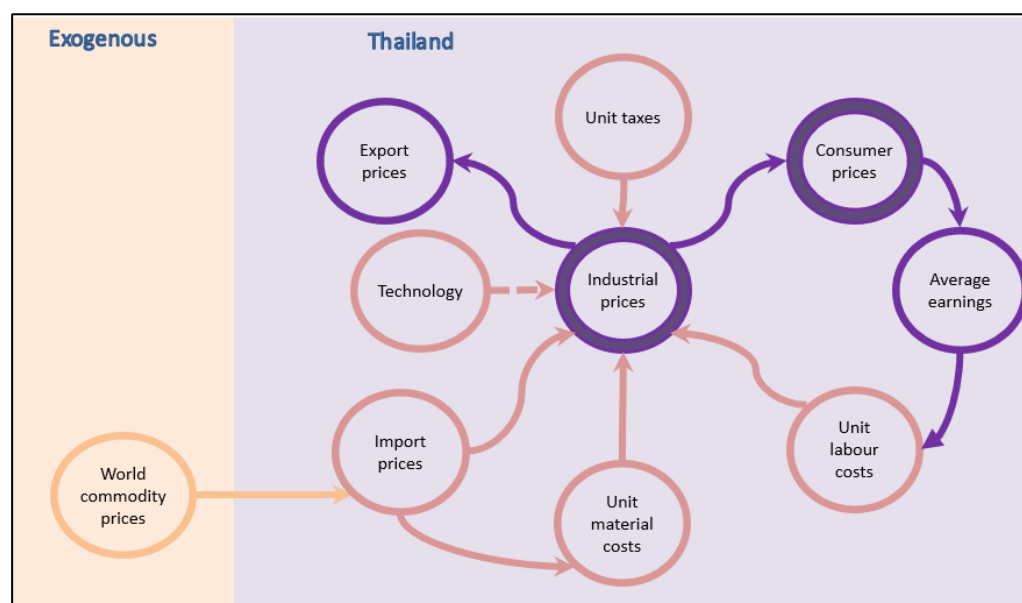 Exogenous
Thailand
Unit taxes
Export
prices
Consumer
prices
Technology
Industrial
prices
Average
earnings
Import
prices
Unit
labour
costs
World
commodity
prices
Unit
material
costs